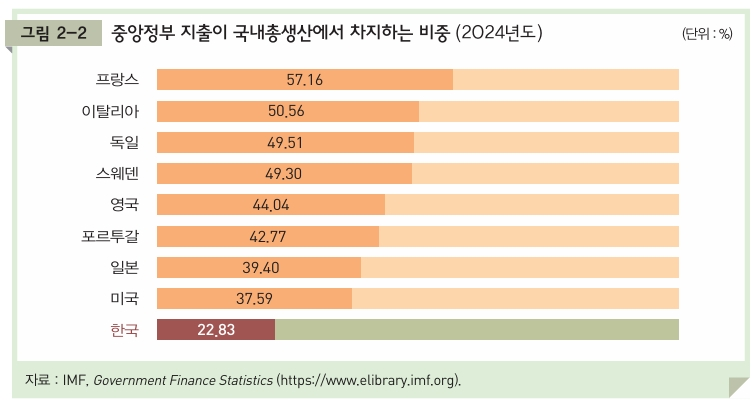 그림 2-2 중앙정부 지출이 국내총생산에서 차지하는 비중 (2024년도) (단위 : %)
프랑스 57.16
이탈리아 50.56
독일 49.51
스웨덴 49.30
영국 44.04
포르투갈 42.77
일본 39.40
미국 37.59
한국 22.83
자료 : IMF, Government Finance Statistics (https://www.elibrary.imf.org).